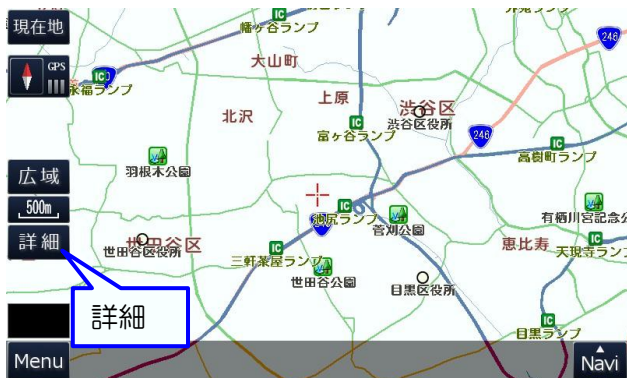 現在地
幡ヶ谷ランプ
246
GPS
大山町
永福ランプ
上原
渋谷区
渋谷区役所
北沢
富ヶ谷ランプ
246
高樹町ランプ
羽根木公園
広域
500m
池尻ランプ
菅刈公園
有栖川宮記念公
詳細
世田谷区
世田谷区役所
恵比寿
天現寺ランプ
三軒茶屋ランプ
世田谷公園
目黒区役所
詳細
目黒ランプ
Menu
Navi